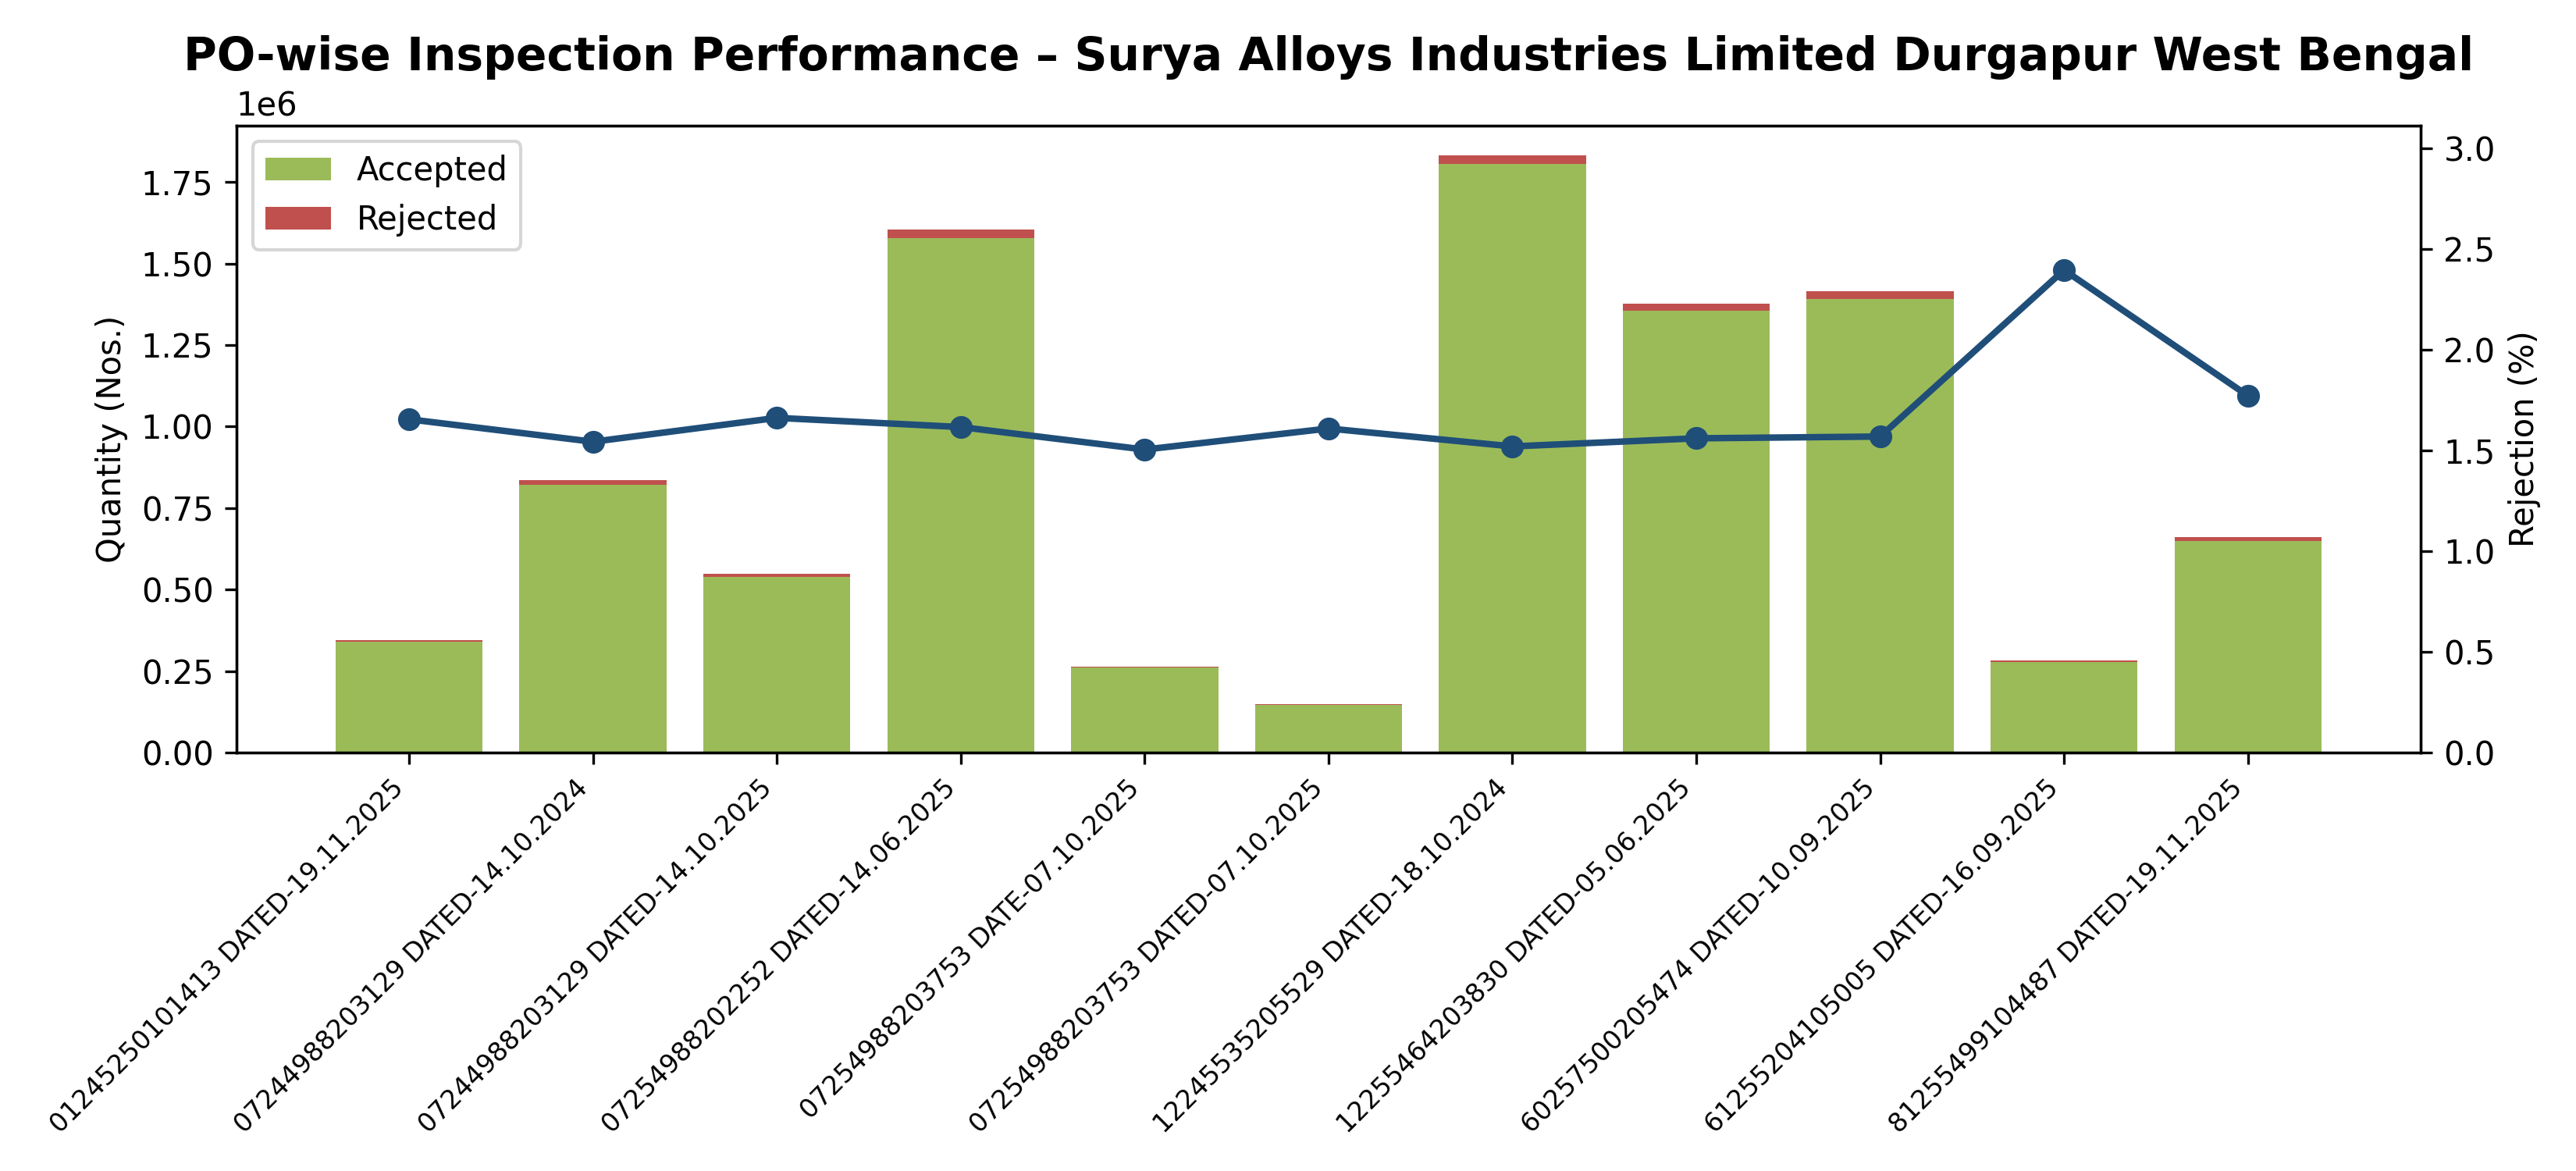 PO-wise Inspection Performance – Surya Alloys Industries Limited Durgapur West Bengal
1e6
Accepted
Rejected
Quantity (Nos.)
1.75
1.50
1.25
1.00
0.75
0.50
0.25
0.00
3.0
2.5
2.0
1.5
1.0
0.5
0.0
Rejection (%)
01245250101413 DATED-19.11.2025
07244988203129 DATED-14.10.2024
07244988203129 DATED-14.10.2025
07254988202252 DATED-14.06.2025
07254988203753 DATE-07.10.2025
07254988203753 DATED-07.10.2025
12245535205529 DATED-18.10.2024
12255464203830 DATED-05.06.2025
60257500205474 DATED-10.09.2025
61255204105005 DATED-16.09.2025
81255499104487 DATED-19.11.2025